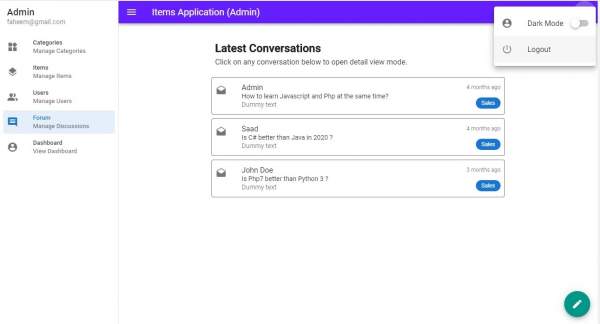 Admin
faheem@gmail.com
Categories
Manage Categories
Items
Manage Items
Users
Manage Users
Forum
Manage Discussions
Dashboard
View Dashboard
Items Application (Admin)
Dark Mode
Logout
Latest Conversations
Click on any conversation below to open detail view mode.
Admin
4 months ago
How to learn Javascript and Php at the same time?
Dummy text
Sales
Saad
4 months ago
Is C# better than Java in 2020 ?
Dummy text
Sales
John Doe
3 months ago
Is Php7 better than Python 3 ?
Dummy text
Sales